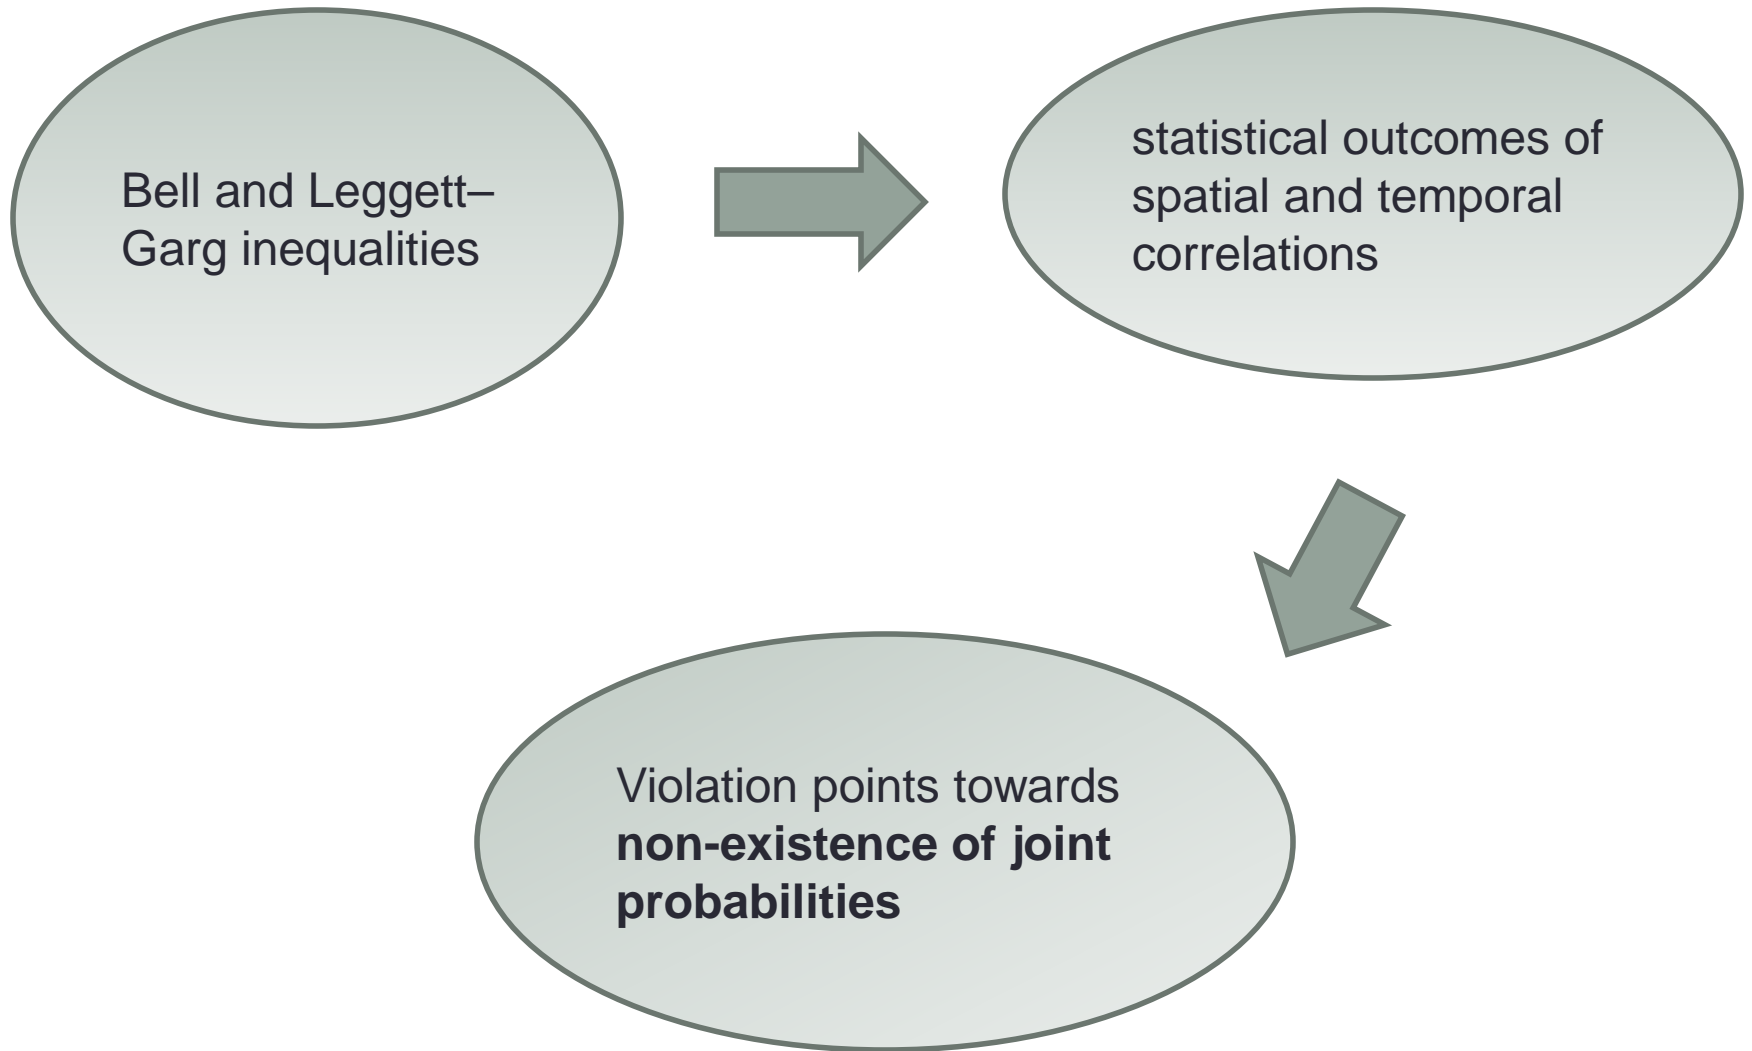 Bell and Leggett–
Garg inequalities
statistical outcomes of
spatial and temporal
correlations
Violation points towards
non-existence of joint
probabilities